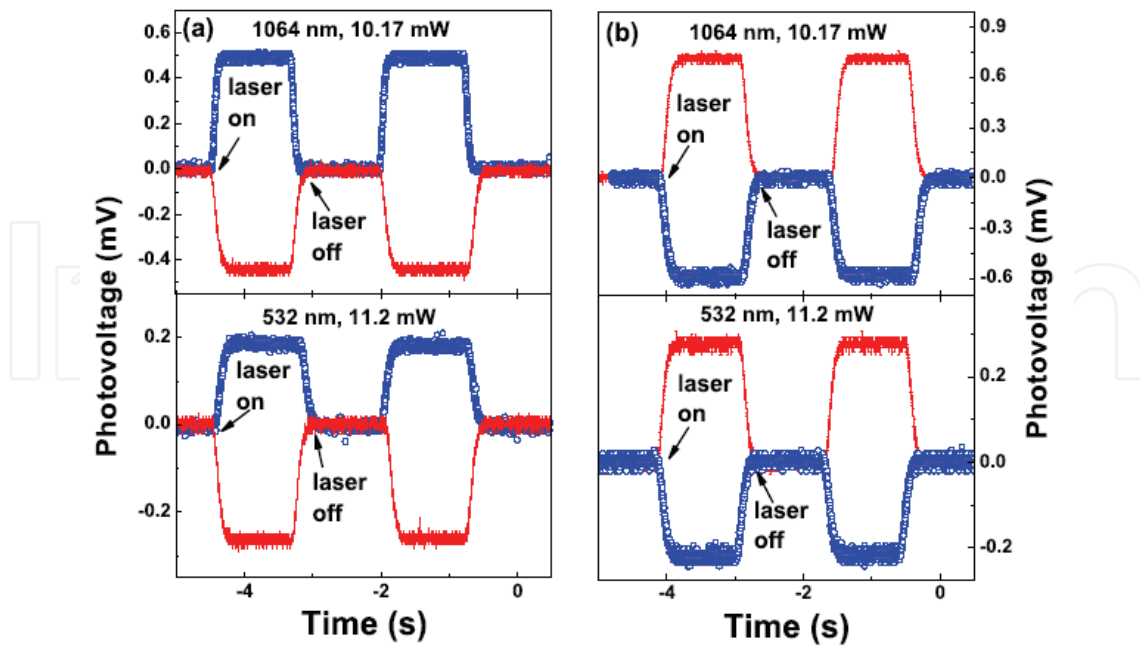 (a)
1064 nm, 10.17 mW
0.6
0.4
0.2
0.0
-0.2
-0.4
laser
on
laser
off
532 nm, 11.2 mW
0.2
0.0
-0.2
laser
on
laser
off
-4
-2
0
Time (s)
Photovoltage (mV)
(b)
1064 nm, 10.17 mW
0.9
0.6
0.3
0.0
-0.3
-0.6
laser
on
laser
off
532 nm, 11.2 mW
0.2
0.0
-0.2
laser
on
laser
off
-4
-2
0
Time (s)
Photovoltage (mV)